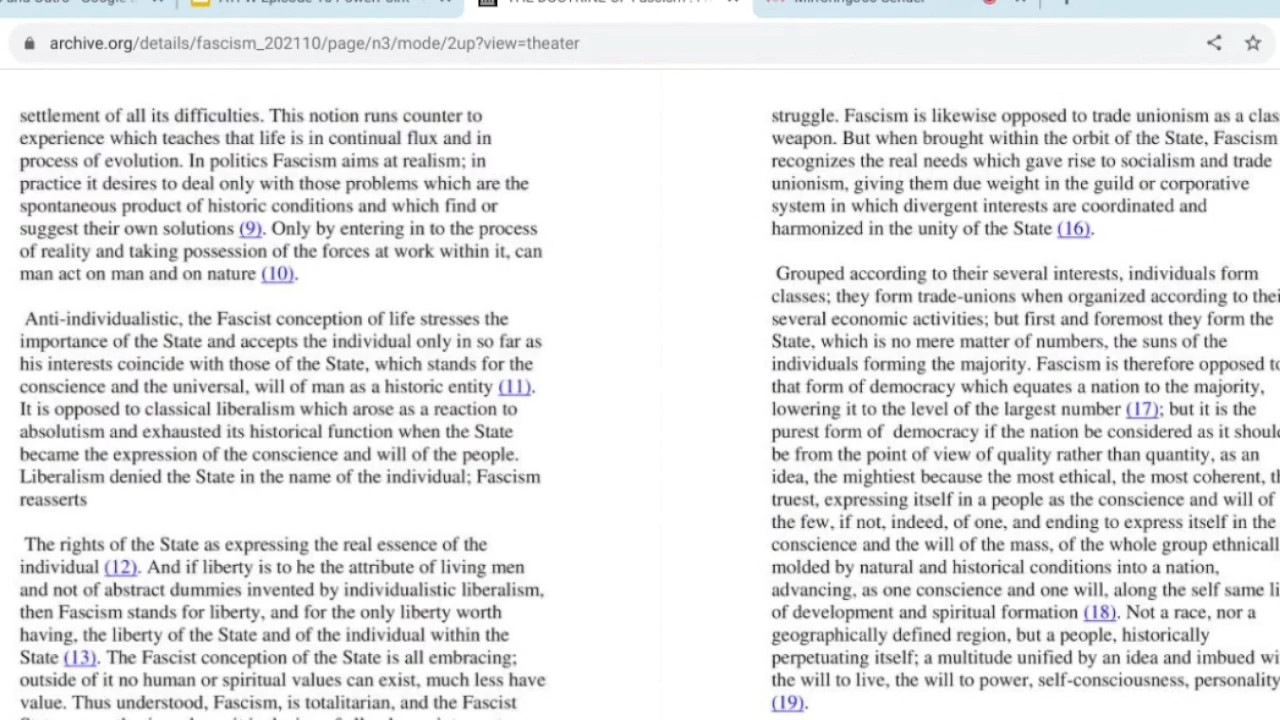 THE DOCTRINE OF Fascism
archive.org/details/fascism_202110/page/n3/mode/2up?view=theater
settlement of all its difficulties. This notion runs counter to
experience which teaches that life is in continual flux and in
process of evolution. In politics Fascism aims at realism; in
practice it desires to deal only with those problems which are the
spontaneous product of historic conditions and which find or
suggest their own solutions (9). Only by entering in to the process
of reality and taking possession of the forces at work within it, can
man act on man and on nature (10).
Anti-individualistic, the Fascist conception of life stresses the
importance of the State and accepts the individual only in so far as
his interests coincide with those of the State, which stands for the
conscience and the universal, will of man as a historic entity (11).
It is opposed to classical liberalism which arose as a reaction to
absolutism and exhausted its historical function when the State
became the expression of the conscience and will of the people.
Liberalism denied the State in the name of the individual; Fascism
reasserts
The rights of the State as expressing the real essence of the
individual (12). And if liberty is to he the attribute of living men
and not of abstract dummies invented by individualistic liberalism,
then Fascism stands for liberty, and for the only liberty worth
having, the liberty of the State and of the individual within the
State (13). The Fascist conception of the State is all embracing;
outside of it no human or spiritual values can exist, much less have
value. Thus understood, Fascism, is totalitarian, and the Fascist
struggle. Fascism is likewise opposed to trade unionism as a clas
weapon. But when brought within the orbit of the State, Fascism
recognizes the real needs which gave rise to socialism and trade
unionism, giving them due weight in the guild or corporative
system in which divergent interests are coordinated and
harmonized in the unity of the State (16).
Grouped according to their several interests, individuals form
classes; they form trade-unions when organized according to thei
several economic activities; but first and foremost they form the
State, which is no mere matter of numbers, the suns of the
individuals forming the majority. Fascism is therefore opposed to
that form of democracy which equates a nation to the majority,
lowering it to the level of the largest number (17); but it is the
purest form of democracy if the nation be considered as it shoul
be from the point of view of quality rather than quantity, as an
idea, the mightiest because the most ethical, the most coherent, th
truest, expressing itself in a people as the conscience and will of
the few, if not, indeed, of one, and ending to express itself in the
conscience and the will of the mass, of the whole group ethnicall
molded by natural and historical conditions into a nation,
advancing, as one conscience and one will, along the self same li
of development and spiritual formation (18). Not a race, nor a
geographically defined region, but a people, historically
perpetuating itself; a multitude unified by an idea and imbued wi
the will to live, the will to power, self-consciousness, personality
(19).